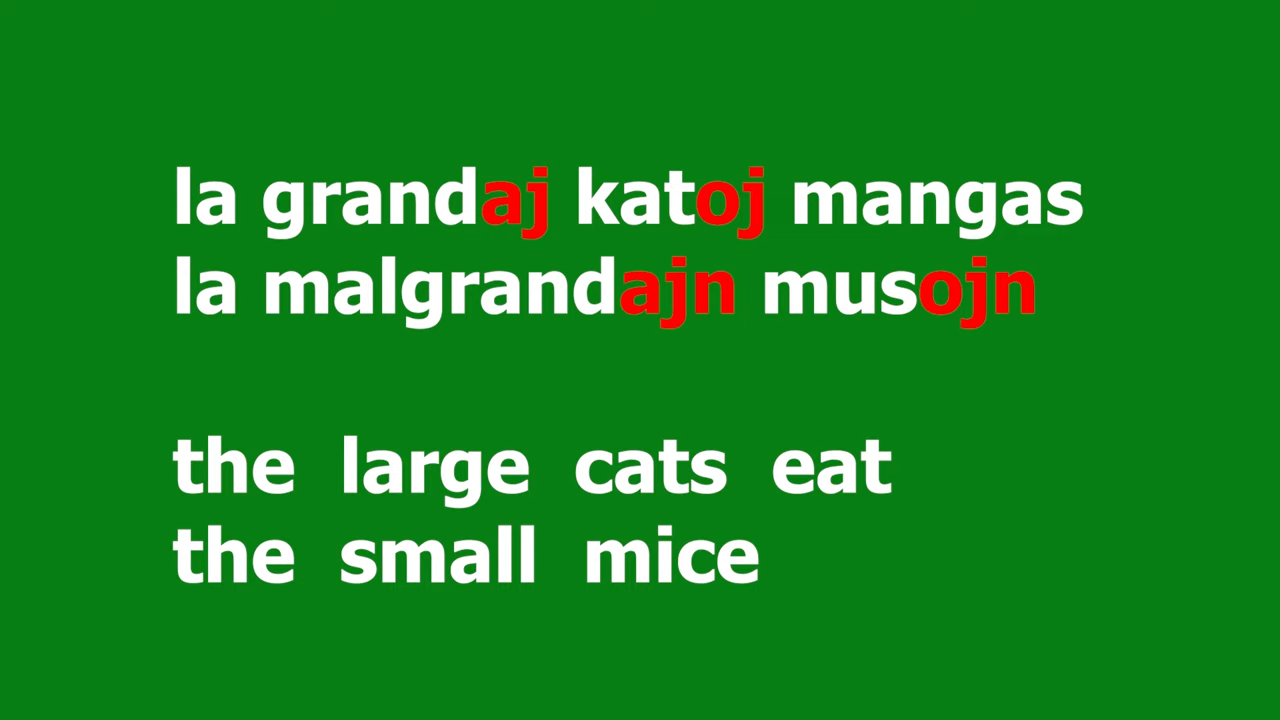 la grandaj katoj mangas
la malgrandajn musojn
the large cats eat
the small mice